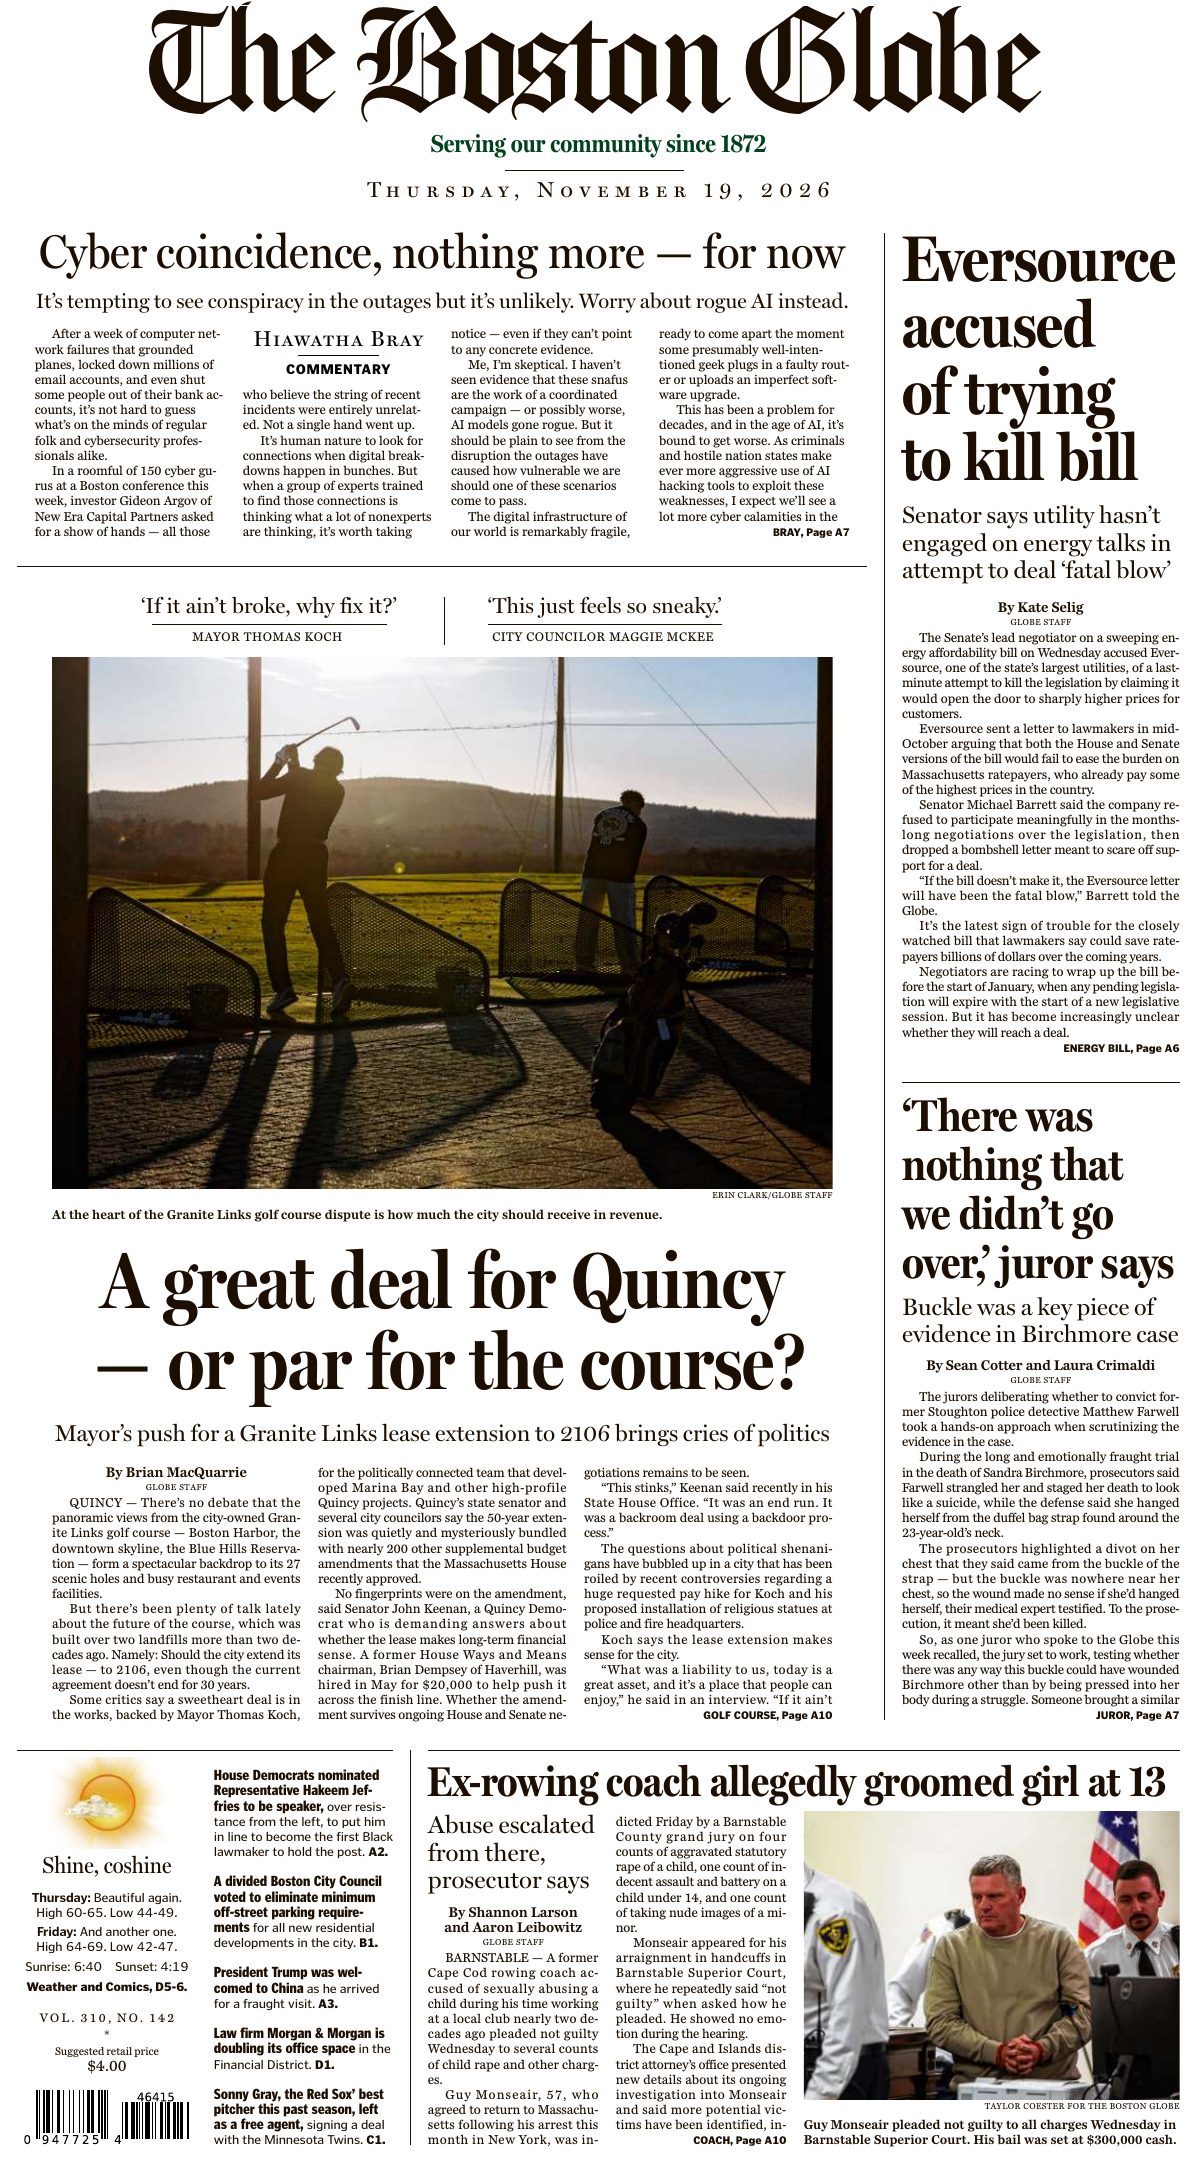 The Boston Globe
Serving our community since 1872
THURSDAY, NOVEMBER 19, 2026
Cyber coincidence, nothing more — for now
It's tempting to see conspiracy in the outages but it's unlikely. Worry about rogue AI instead.
After a week of computer net-
work failures that grounded
planes, locked down millions of
email accounts, and even shut
some people out of their bank ac-
counts, it's not hard to guess
what's on the minds of regular
folk and cybersecurity profes-
sionals alike.
In a roomful of 150 cyber gu-
rus at a Boston conference this
week, investor Gideon Argov of
New Era Capital Partners asked
for a show of hands — all those
HIAWATHA BRAY
COMMENTARY
who believe the string of recent
incidents were entirely unrelat-
ed. Not a single hand went up.
It's human nature to look for
connections when digital break-
downs happen in bunches. But
when a group of experts trained
to find those connections is
thinking what a lot of nonexperts
are thinking, it's worth taking
notice — even if they can't point
to any concrete evidence.
Me, I'm skeptical. I haven't
seen evidence that these snafus
are the work of a coordinated
campaign — or possibly worse,
AI models gone rogue. But it
should be plain to see from the
disruption the outages have
caused how vulnerable we are
should one of these scenarios
come to pass.
The digital infrastructure of
our world is remarkably fragile,
ready to come apart the moment
some presumably well-inten-
tioned geek plugs in a faulty rout-
er or uploads an imperfect soft-
ware upgrade.
This has been a problem for
decades, and in the age of AI, it's
bound to get worse. As criminals
and hostile nation states make
ever more aggressive use of AI
hacking tools to exploit these
weaknesses, I expect we'll see a
lot more cyber calamities in the
BRAY, Page A7
Eversource
accused
of trying
to kill bill
Senator says utility hasn't
engaged on energy talks in
attempt to deal 'fatal blow'
By Kate Selig
GLOBE STAFF
The Senate's lead negotiator on a sweeping en-
ergy affordability bill on Wednesday accused Ever-
source, one of the state's largest utilities, of a last-
minute attempt to kill the legislation by claiming it
would open the door to sharply higher prices for
customers.
Eversource sent a letter to lawmakers in mid-
October arguing that both the House and Senate
versions of the bill would fail to ease the burden on
Massachusetts ratepayers, who already pay some
of the highest prices in the country.
Senator Michael Barrett said the company re-
fused to participate meaningfully in the months-
long negotiations over the legislation, then
dropped a bombshell letter meant to scare off sup-
port for a deal.
"If the bill doesn't make it, the Eversource letter
will have been the fatal blow," Barrett told the
Globe.
It's the latest sign of trouble for the closely
watched bill that lawmakers say could save rate-
payers billions of dollars over the coming years.
Negotiators are racing to wrap up the bill be-
fore the start of January, when any pending legisla-
tion will expire with the start of a new legislative
session. But it has become increasingly unclear
whether they will reach a deal.
ENERGY BILL, Page A6
'If it ain't broke, why fix it?'
MAYOR THOMAS KOCH
'This just feels so sneaky.'
CITY COUNCILOR MAGGIE MCKEE
ERIN CLARK/GLOBE STAFF
At the heart of the Granite Links golf course dispute is how much the city should receive in revenue.
A great deal for Quincy
— or par for the course?
Mayor's push for a Granite Links lease extension to 2106 brings cries of politics
By Brian MacQuarrie
GLOBE STAFF
QUINCY — There's no debate that the
panoramic views from the city-owned Gran-
ite Links golf course — Boston Harbor, the
downtown skyline, the Blue Hills Reserva-
tion — form a spectacular backdrop to its 27
scenic holes and busy restaurant and events
facilities.
But there's been plenty of talk lately
about the future of the course, which was
built over two landfills more than two de-
cades ago. Namely: Should the city extend its
lease — to 2106, even though the current
agreement doesn't end for 30 years.
Some critics say a sweetheart deal is in
the works, backed by Mayor Thomas Koch,
for the politically connected team that devel-
oped Marina Bay and other high-profile
Quincy projects. Quincy's state senator and
several city councilors say the 50-year exten-
sion was quietly and mysteriously bundled
with nearly 200 other supplemental budget
amendments that the Massachusetts House
recently approved.
No fingerprints were on the amendment,
said Senator John Keenan, a Quincy Demo-
crat who is demanding answers about
whether the lease makes long-term financial
sense. A former House Ways and Means
chairman, Brian Dempsey of Haverhill, was
hired in May for $20,000 to help push it
across the finish line. Whether the amend-
ment survives ongoing House and Senate ne-
gotiations remains to be seen.
"This stinks," Keenan said recently in his
State House Office. "It was an end run. It
was a backroom deal using a backdoor pro-
cess."
The questions about political shenani-
gans have bubbled up in a city that has been
roiled by recent controversies regarding a
huge requested pay hike for Koch and his
proposed installation of religious statues at
police and fire headquarters.
Koch says the lease extension makes
sense for the city.
"What was a liability to us, today is a
great asset, and it's a place that people can
enjoy," he said in an interview. "If it ain't
GOLF COURSE, Page A10
'There was
nothing that
we didn't go
over,' juror says
Buckle was a key piece of
evidence in Birchmore case
By Sean Cotter and Laura Crimaldi
GLOBE STAFF
The jurors deliberating whether to convict for-
mer Stoughton police detective Matthew Farwell
took a hands-on approach when scrutinizing the
evidence in the case.
During the long and emotionally fraught trial
in the death of Sandra Birchmore, prosecutors said
Farwell strangled her and staged her death to look
like a suicide, while the defense said she hanged
herself from the duffel bag strap found around the
23-year-old's neck.
The prosecutors highlighted a divot on her
chest that they said came from the buckle of the
strap — but the buckle was nowhere near her
chest, so the wound made no sense if she'd hanged
herself, their medical expert testified. To the prose-
cution, it meant she'd been killed.
So, as one juror who spoke to the Globe this
week recalled, the jury set to work, testing whether
there was any way this buckle could have wounded
Birchmore other than by being pressed into her
body during a struggle. Someone brought a similar
JUROR, Page A7
Shine, coshine
Thursday: Beautiful again.
High 60-65. Low 44-49.
Friday: And another one.
High 64-69. Low 42-47.
Sunrise: 6:40 Sunset: 4:19
Weather and Comics, D5-6.
VOL. 310, NO. 142
*
Suggested retail price
$4.00
46415
0 947725 4
House Democrats nominated
Representative Hakeem Jef-
fries to be speaker, over resis-
tance from the left, to put him
in line to become the first Black
lawmaker to hold the post. A2.
A divided Boston City Council
voted to eliminate minimum
off-street parking require-
ments for all new residential
developments in the city. B1.
President Trump was wel-
comed to China as he arrived
for a fraught visit. A3.
Law firm Morgan & Morgan is
doubling its office space in the
Financial District. D1.
Sonny Gray, the Red Sox' best
pitcher this past season, left
as a free agent, signing a deal
with the Minnesota Twins. C1.
Ex-rowing coach allegedly groomed girl at 13
Abuse escalated
from there,
prosecutor says
By Shannon Larson
and Aaron Leibowitz
GLOBE STAFF
BARNSTABLE — A former
Cape Cod rowing coach ac-
cused of sexually abusing a
child during his time working
at a local club nearly two de-
cades ago pleaded not guilty
Wednesday to several counts
of child rape and other charg-
es.
Guy Monseair, 57, who
agreed to return to Massachu-
setts following his arrest this
month in New York, was in-
dicted Friday by a Barnstable
County grand jury on four
counts of aggravated statutory
rape of a child, one count of in-
decent assault and battery on a
child under 14, and one count
of taking nude images of a mi-
nor.
Monseair appeared for his
arraignment in handcuffs in
Barnstable Superior Court,
where he repeatedly said "not
guilty" when asked how he
pleaded. He showed no emo-
tion during the hearing.
The Cape and Islands dis-
trict attorney's office presented
new details about its ongoing
investigation into Monseair
and said more potential vic-
tims have been identified, in-
COACH, Page A10
TAYLOR COESTER FOR THE BOSTON GLOBE
Guy Monseair pleaded not guilty to all charges Wednesday in
Barnstable Superior Court. His bail was set at $300,000 cash.